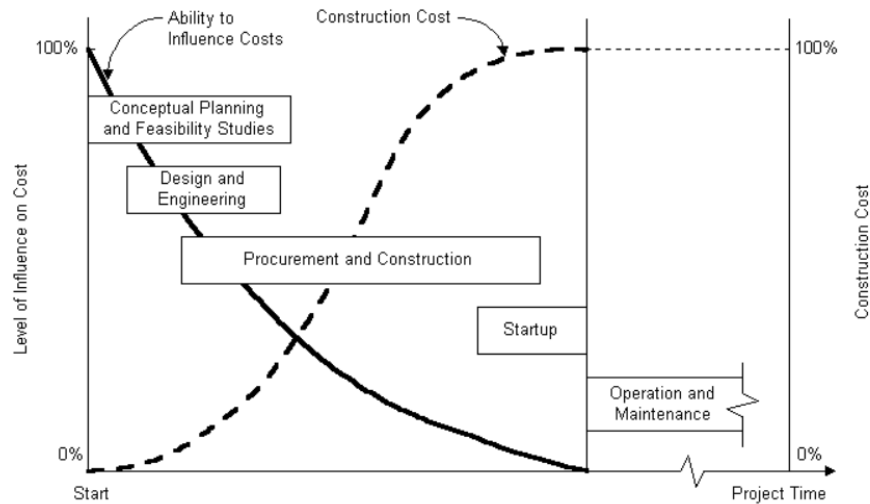 Ability to
Influence Costs
Construction Cost
100%
100%
Conceptual Planning
and Feasibility Studies
Design and
Engineering
Level of Influence on Cost
Construction Cost
Procurement and Construction
Startup
Operation and
Maintenance
0%
0%
Start
Project Time